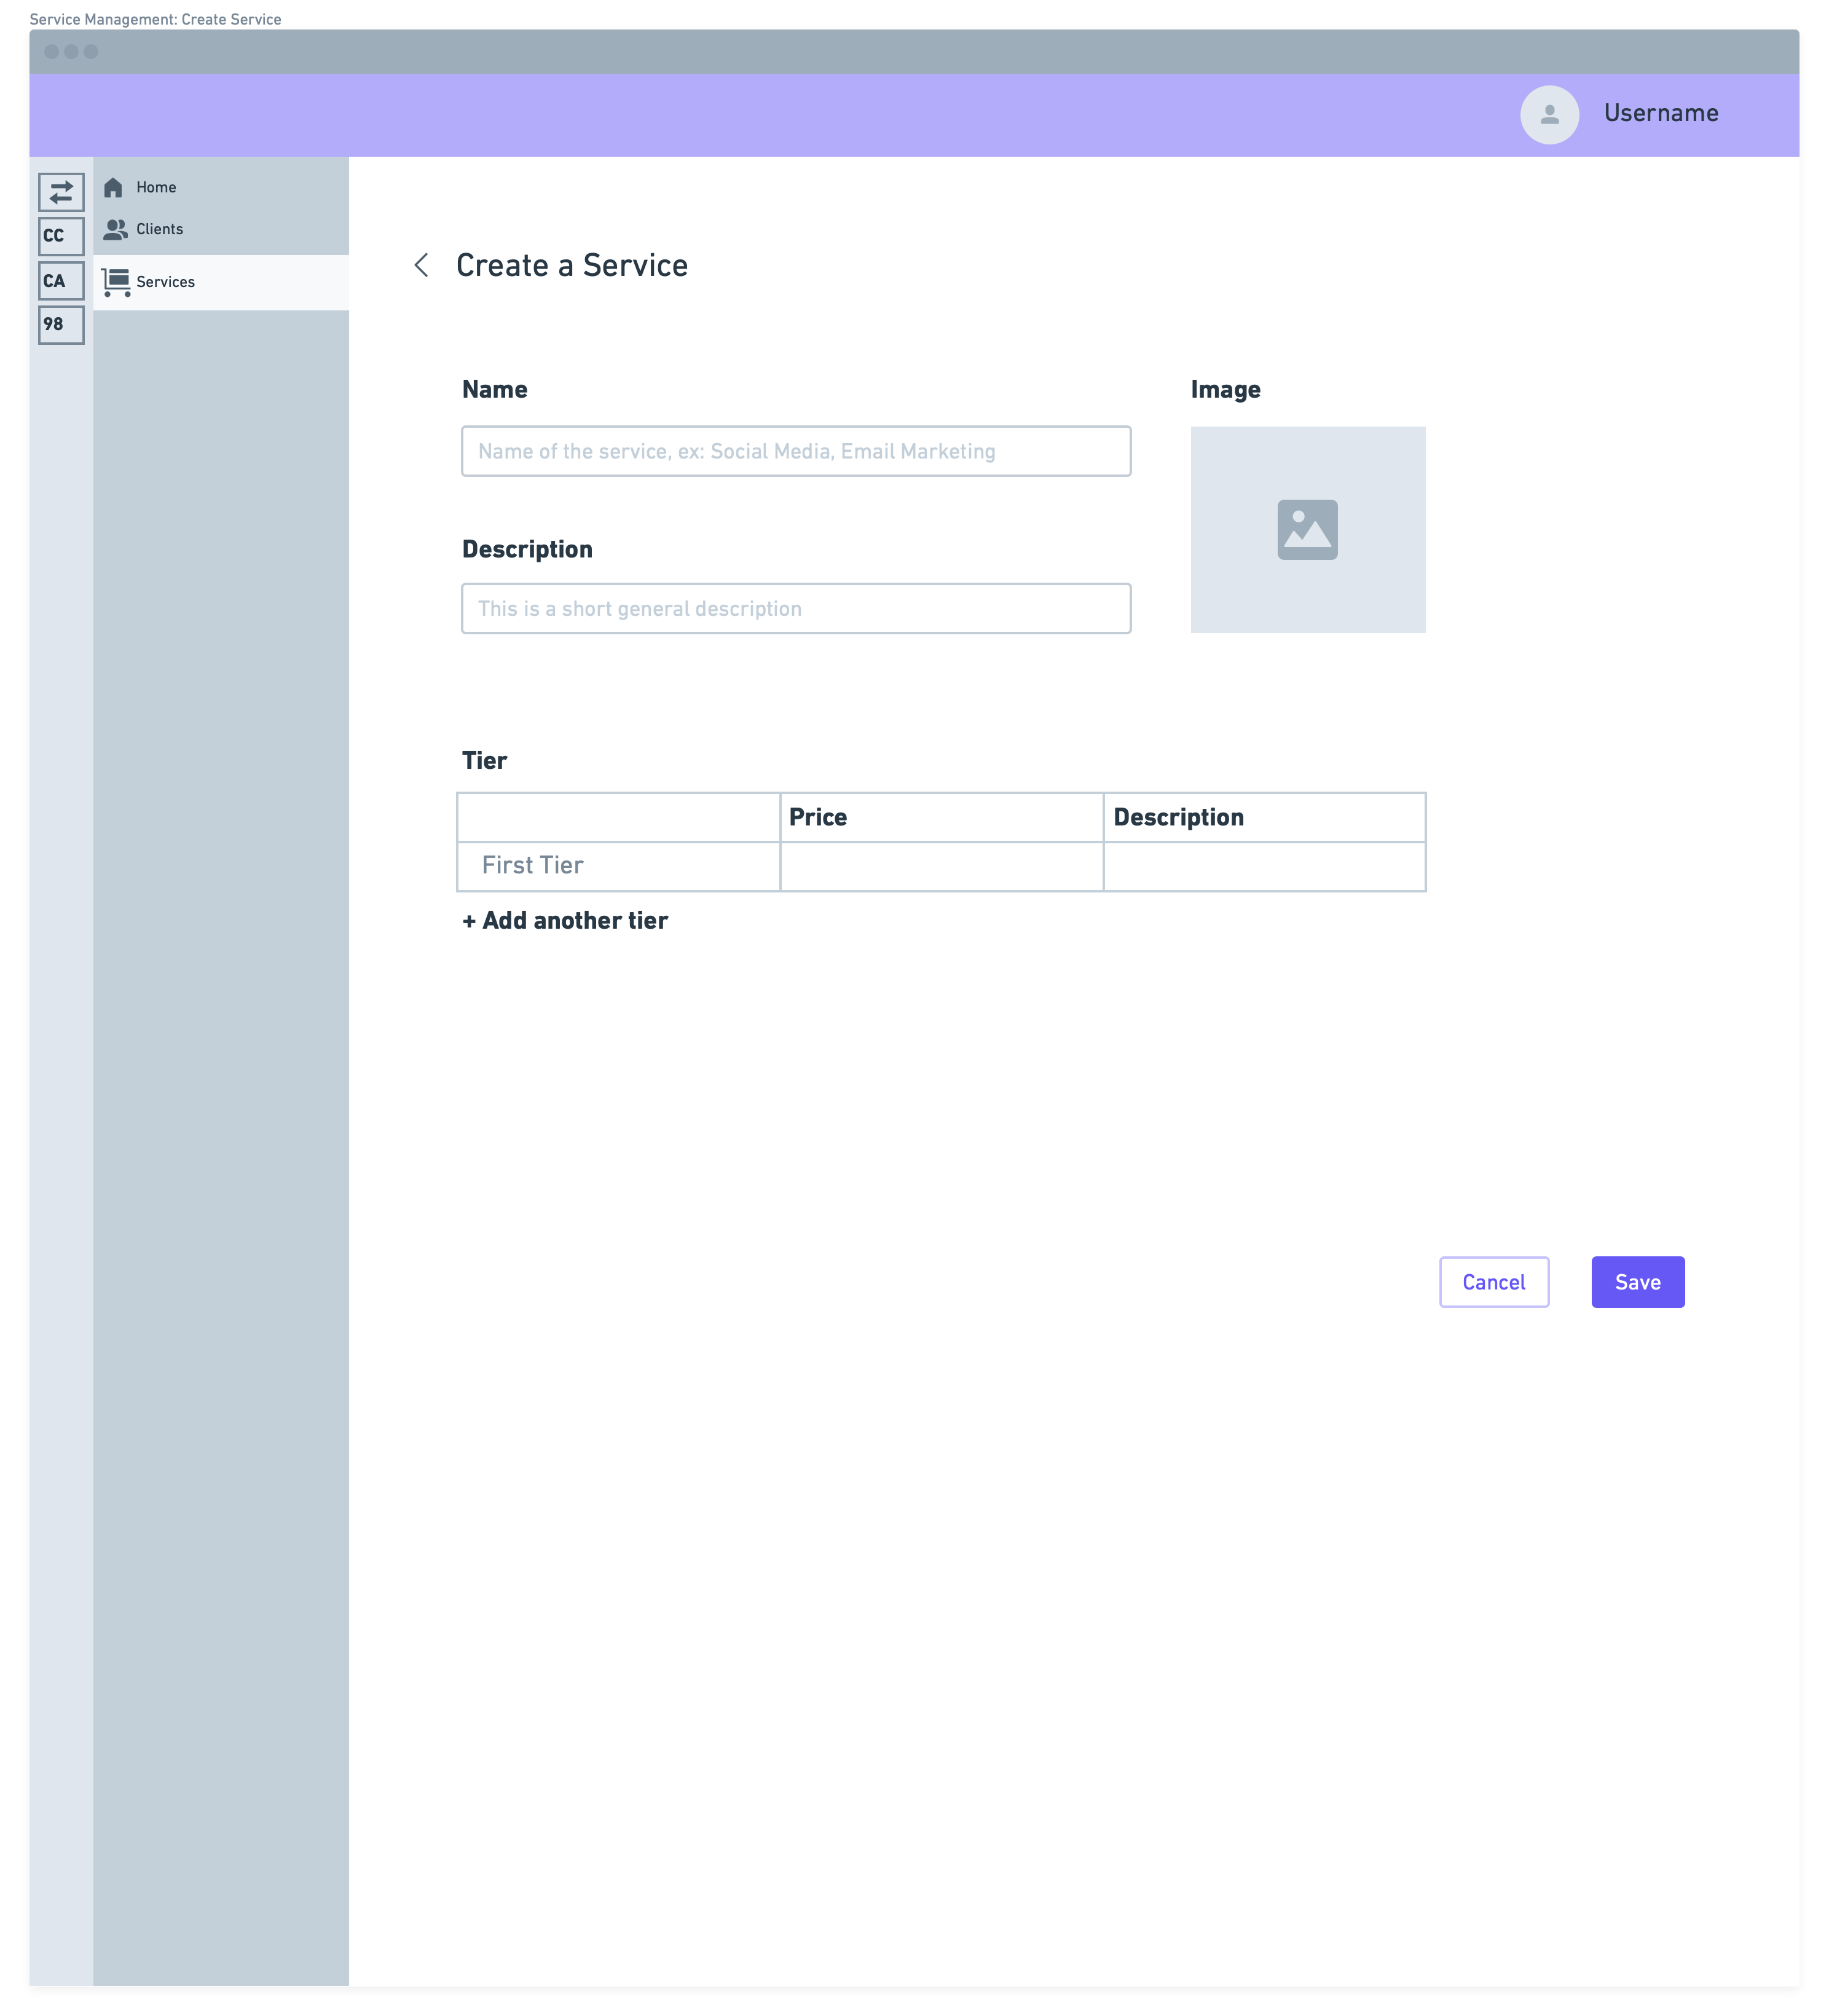 Service Management: Create Service
Username
Home
CC
Clients
CA
Services
98
Create a Service
Name
Image
Name of the service, ex: Social Media, Email Marketing
Description
This is a short general description
Tier
Price
Description
First Tier
+ Add another tier
Cancel
Save